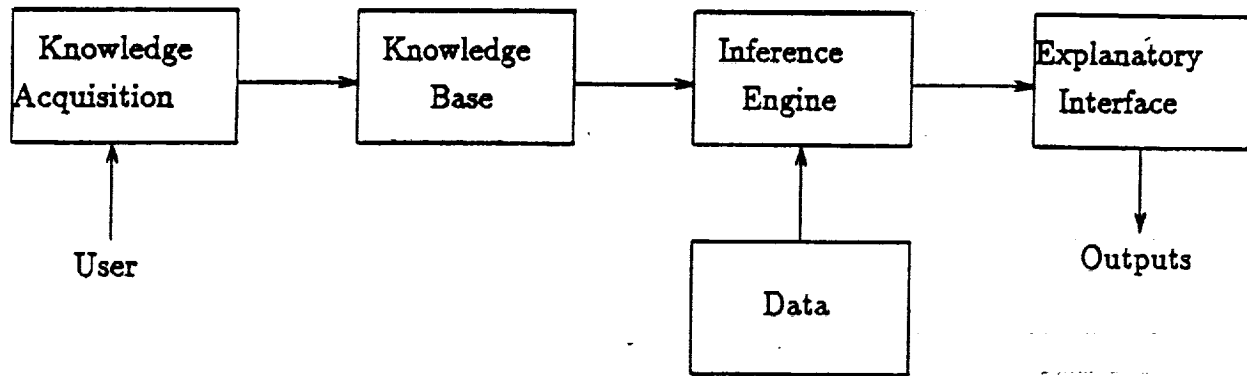 Knowledge
Acquisition
Knowledge
Base
Inference
Engine
Explanatory
Interface
User
Data
Outputs